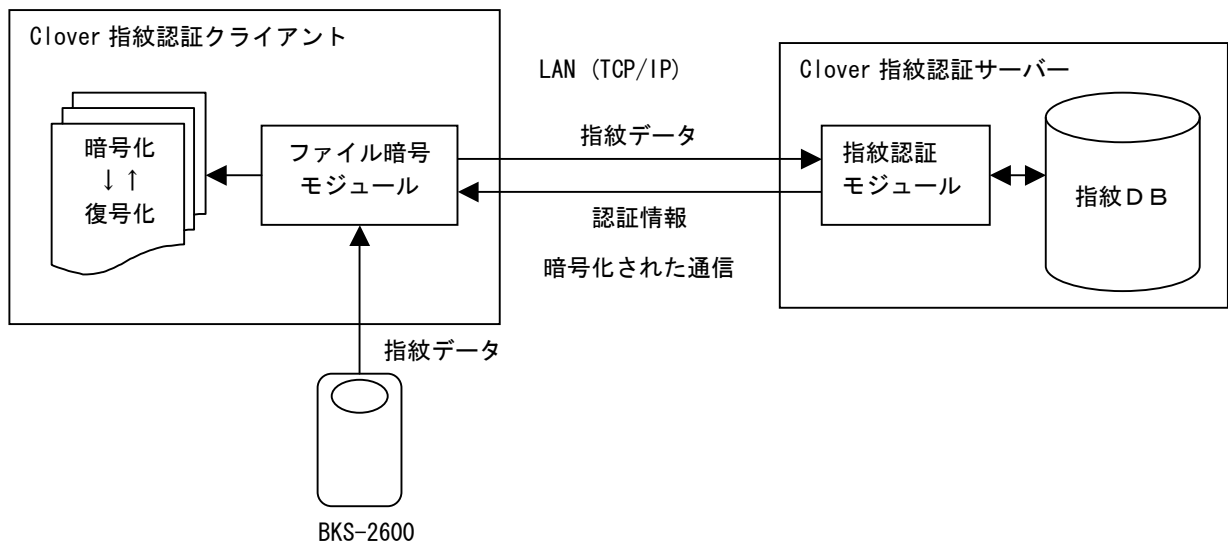 Clover 指紋認証クライアント
暗号化
↓ ↑
復号化
ファイル暗号
モジュール
LAN (TCP/IP)
指紋データ
認証情報
暗号化された通信
Clover 指紋認証サーバー
指紋認証
モジュール
指紋DB
指紋データ
BKS-2600